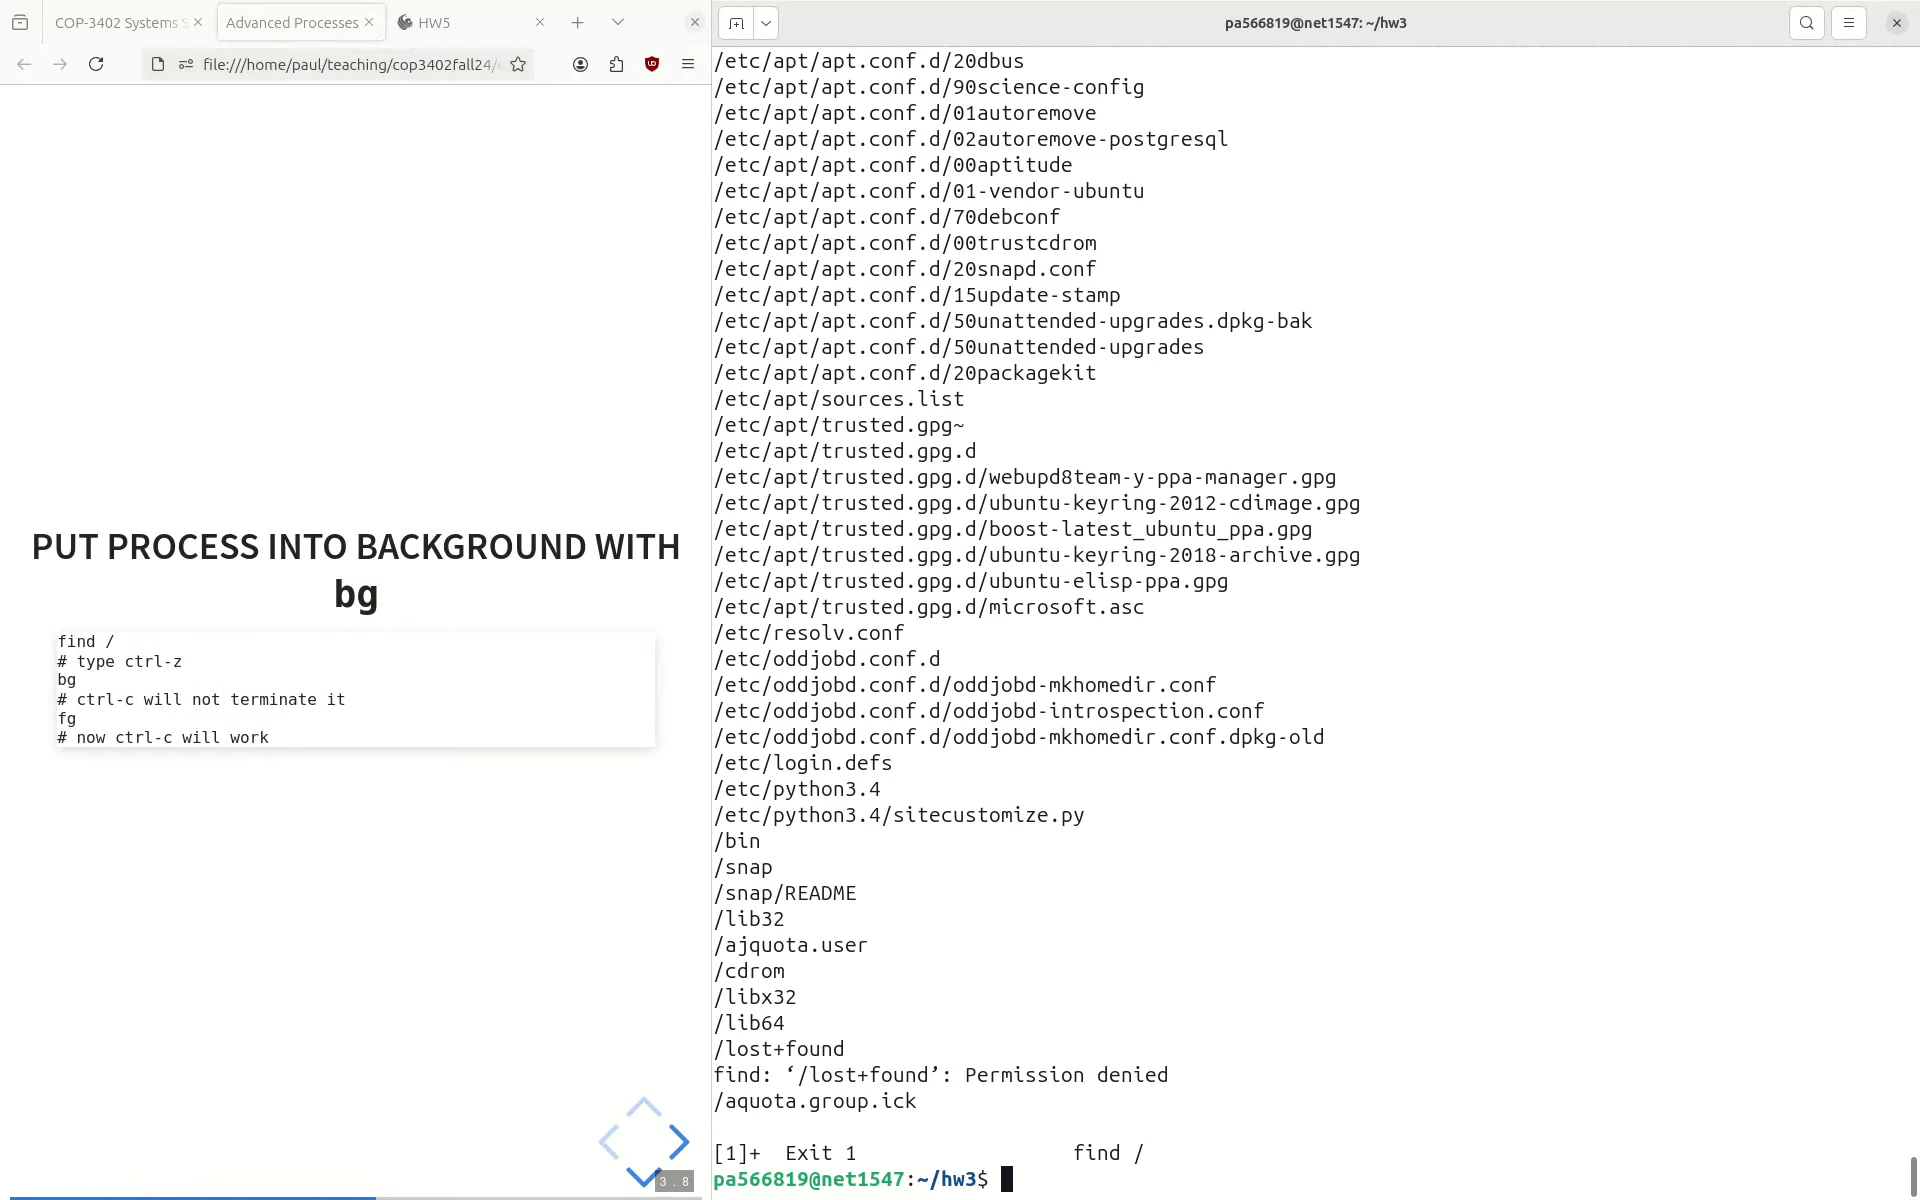 COP-3402 Systems S
Advanced Processes
HW5
file:///home/paul/teaching/cop3402fall24/
PUT PROCESS INTO BACKGROUND WITH
bg
find /
# type ctrl-z
bg
# ctrl-c will not terminate it
fg
# now ctrl-c will work
3 . 8
pa566819@net1547: ~/hw3
/etc/apt/apt.conf.d/20dbus
/etc/apt/apt.conf.d/90science-config
/etc/apt/apt.conf.d/01autoremove
/etc/apt/apt.conf.d/02autoremove-postgresql
/etc/apt/apt.conf.d/00aptitude
/etc/apt/apt.conf.d/01-vendor-ubuntu
/etc/apt/apt.conf.d/70debconf
/etc/apt/apt.conf.d/00trustcdrom
/etc/apt/apt.conf.d/20snapd.conf
/etc/apt/apt.conf.d/15update-stamp
/etc/apt/apt.conf.d/50unattended-upgrades.dpkg-bak
/etc/apt/apt.conf.d/50unattended-upgrades
/etc/apt/apt.conf.d/20packagekit
/etc/apt/sources.list
/etc/apt/trusted.gpg~
/etc/apt/trusted.gpg.d
/etc/apt/trusted.gpg.d/webupd8team-y-ppa-manager.gpg
/etc/apt/trusted.gpg.d/ubuntu-keyring-2012-cdimage.gpg
/etc/apt/trusted.gpg.d/boost-latest_ubuntu_ppa.gpg
/etc/apt/trusted.gpg.d/ubuntu-keyring-2018-archive.gpg
/etc/apt/trusted.gpg.d/ubuntu-elisp-ppa.gpg
/etc/apt/trusted.gpg.d/microsoft.asc
/etc/resolv.conf
/etc/oddjobd.conf.d
/etc/oddjobd.conf.d/oddjobd-mkhomedir.conf
/etc/oddjobd.conf.d/oddjobd-introspection.conf
/etc/oddjobd.conf.d/oddjobd-mkhomedir.conf.dpkg-old
/etc/login.defs
/etc/python3.4
/etc/python3.4/sitecustomize.py
/bin
/snap
/snap/README
/lib32
/ajquota.user
/cdrom
/libx32
/lib64
/lost+found
find: ‘/lost+found’: Permission denied
/aquota.group.ick
[1]+  Exit 1                  find /
pa566819@net1547:~/hw3$